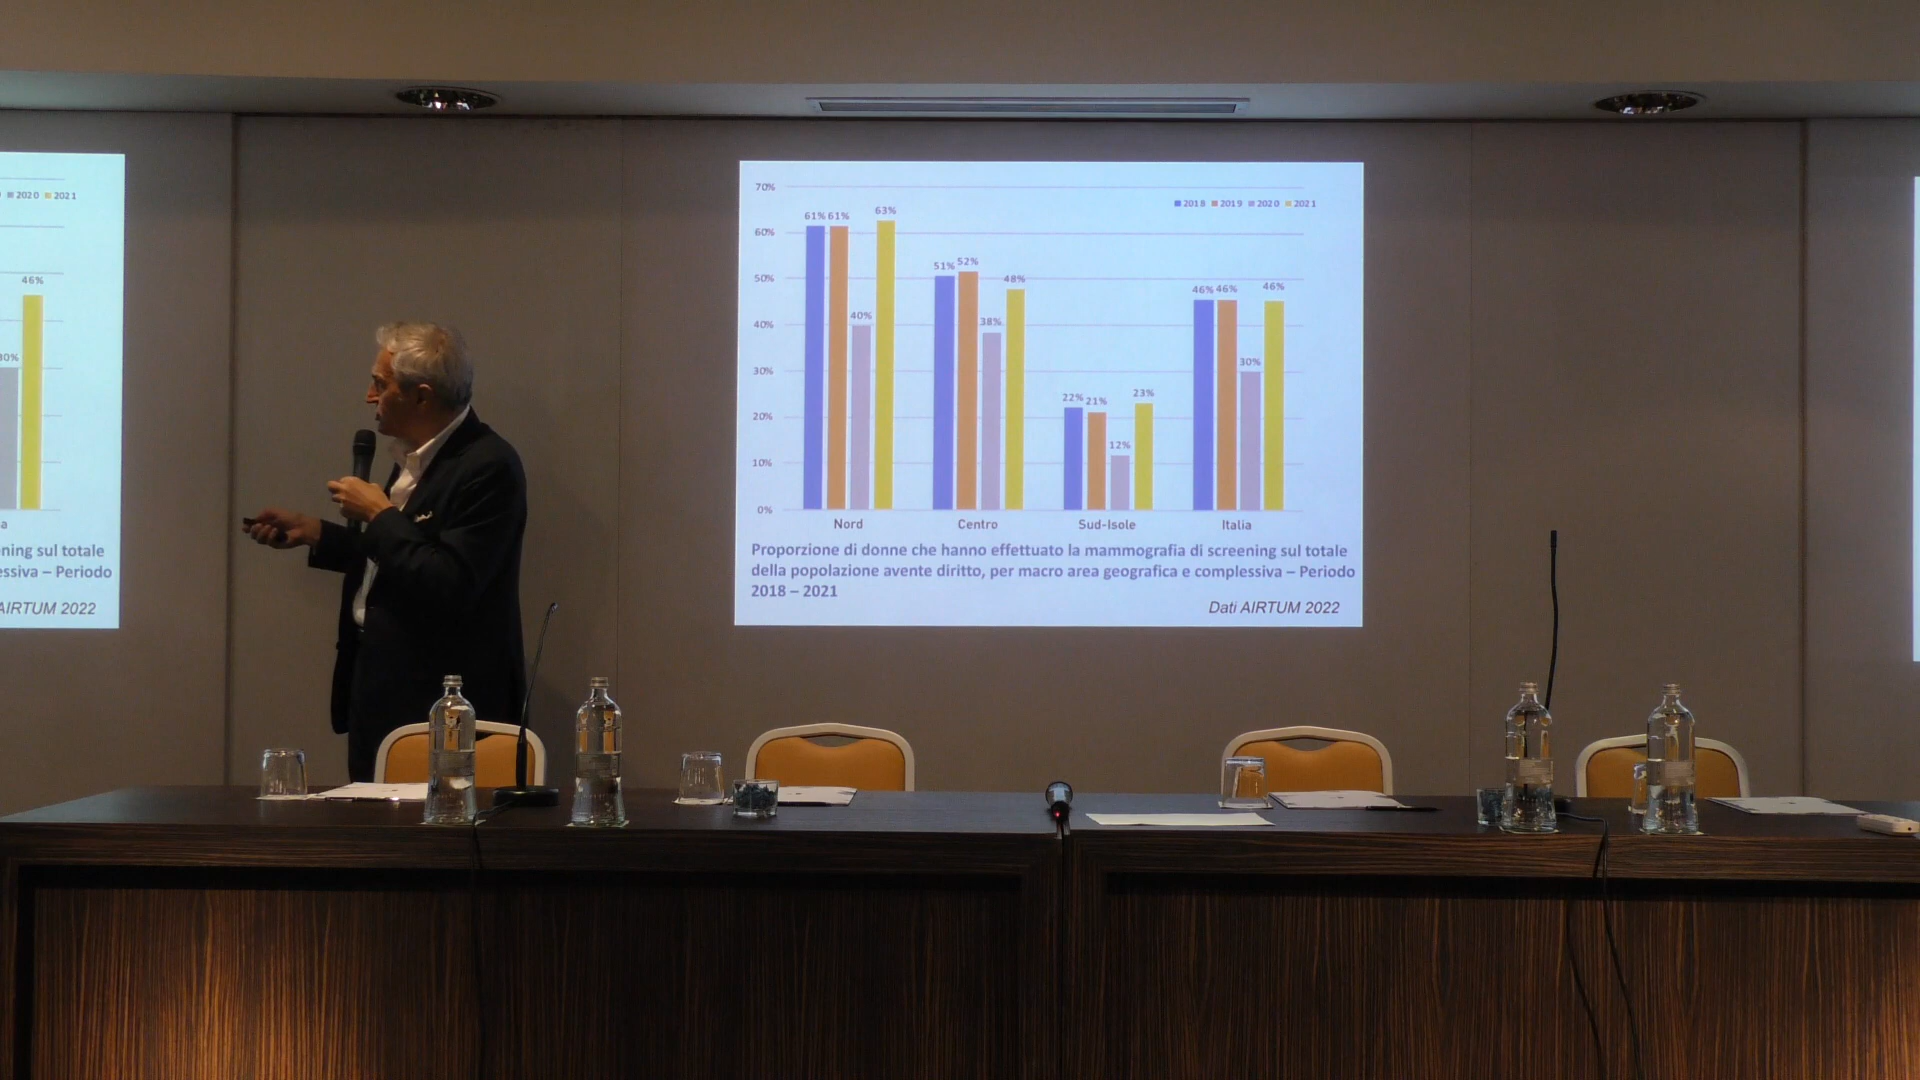 2020 2021
46%
30%
ning sul totale
essiva – Periodo
AIRTUM 2022
70%
60%
50%
40%
30%
20%
10%
0%
2018 2019 2020 2021
61% 61% 40% 63%
51% 52% 38% 48%
22% 21% 12% 23%
46% 46% 30% 46%
Nord Centro Sud-Isole Italia
Proporzione di donne che hanno effettuato la mammografia di screening sul totale
della popolazione avente diritto, per macro area geografica e complessiva – Periodo
2018 – 2021
Dati AIRTUM 2022